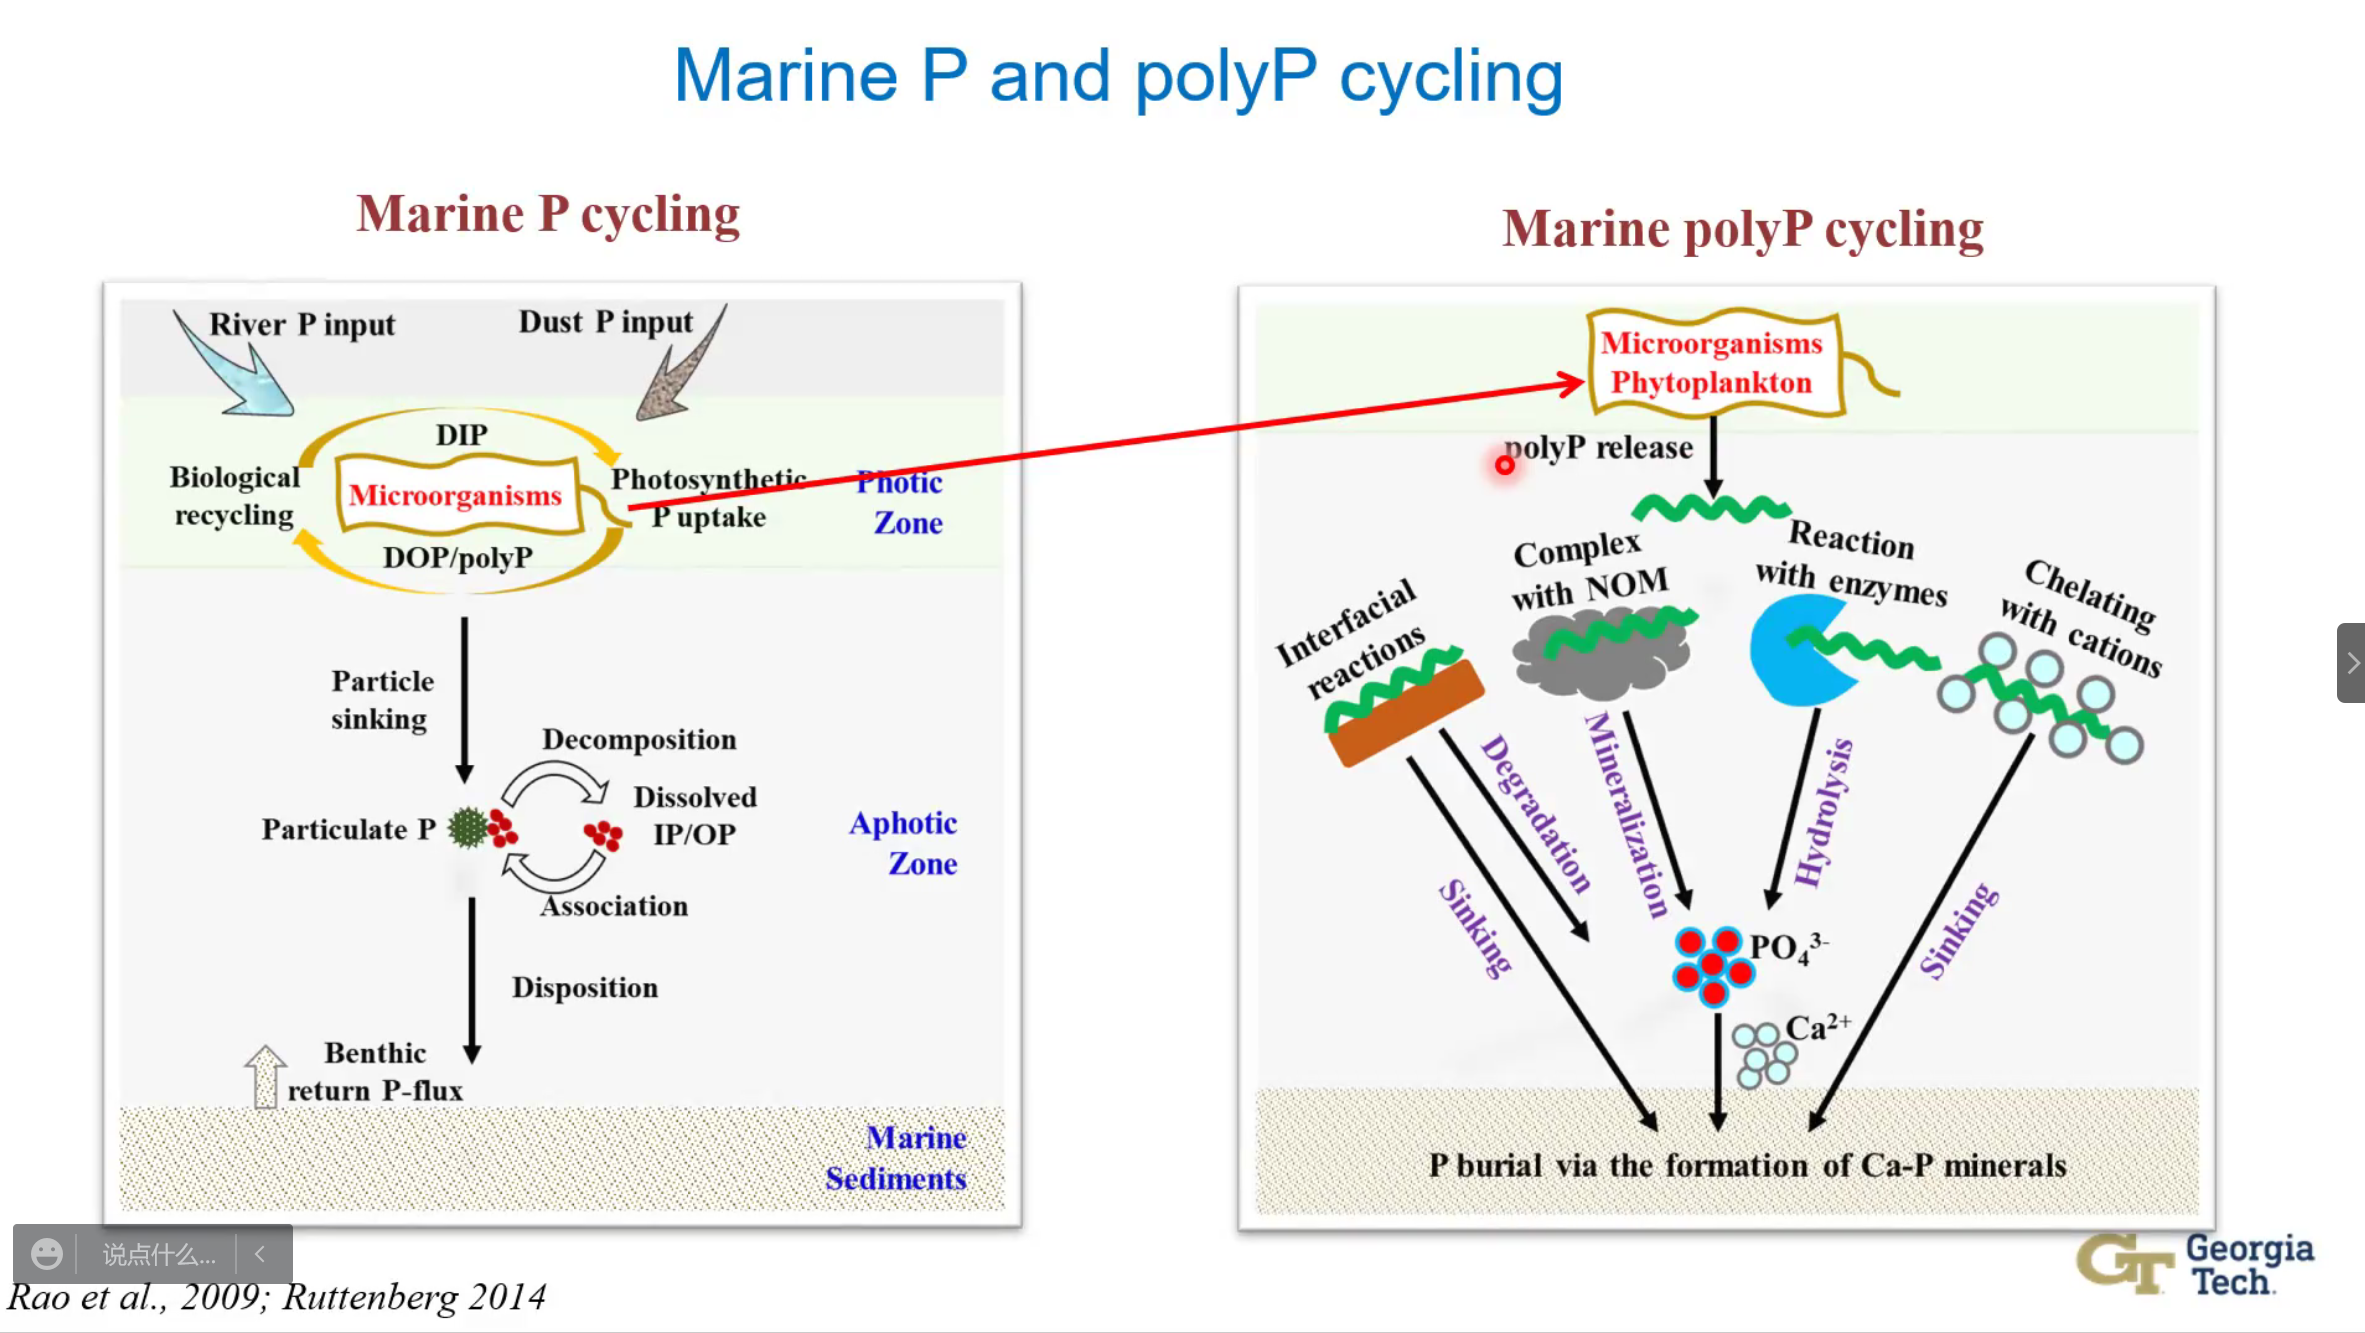 Marine P and polyP cycling
Marine P cycling
River P input
Dust P input
DIP
Biological
recycling
Microorganisms
Photosynthetic
P uptake
DOP/polyP
Photic
Zone
Particle
sinking
Decomposition
Particulate P
Dissolved
IP/OP
Association
Aphotic
Zone
Disposition
Benthic
return P-flux
Marine
Sediments
Marine polyP cycling
Microorganisms
Phytoplankton
polyP release
Interfacial
reactions
Complex
with NOM
Reaction
with enzymes
Chelating
with cations
Sinking
Degradation
Mineralization
Hydrolysis
Sinking
PO₄³⁻
Ca²⁺
P burial via the formation of Ca-P minerals
说点什么...
Rao et al., 2009; Ruttenberg 2014
GT Georgia
Tech.